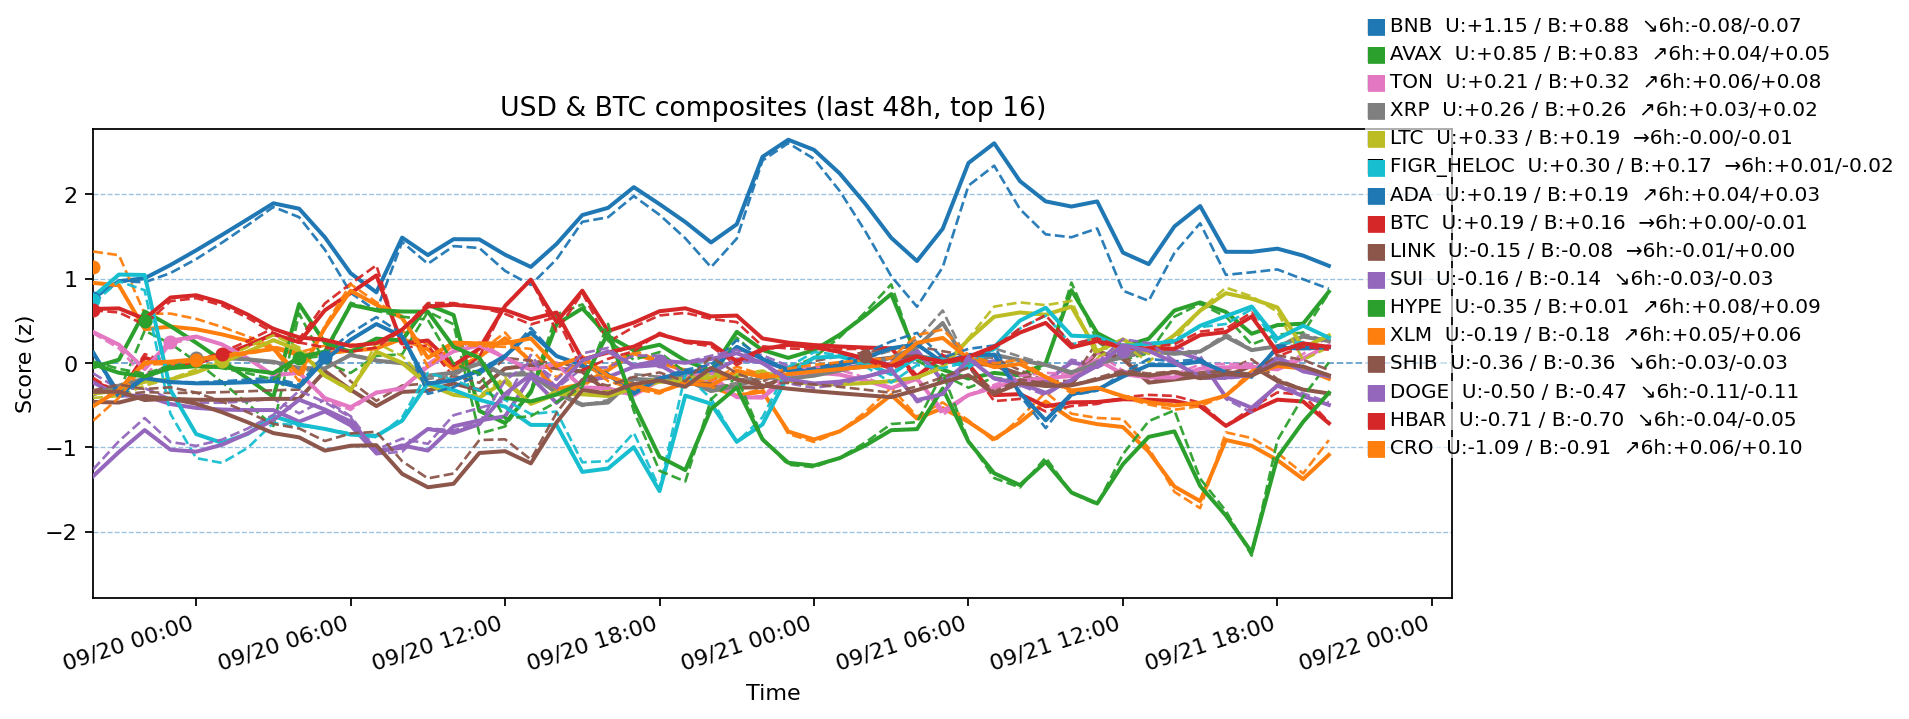 USD & BTC composites (last 48h, top 16)
BNB U:+1.15 / B:+0.88 ↘6h:-0.08/-0.07
AVAX U:+0.85 / B:+0.83 ↗6h:+0.04/+0.05
TON U:+0.21 / B:+0.32 ↗6h:+0.06/+0.08
XRP U:+0.26 / B:+0.26 ↗6h:+0.03/+0.02
LTC U:+0.33 / B:+0.19 →6h:-0.00/-0.01
FIGR_HELOC U:+0.30 / B:+0.17 →6h:+0.01/-0.02
ADA U:+0.19 / B:+0.19 ↗6h:+0.04/+0.03
BTC U:+0.19 / B:+0.16 →6h:+0.00/-0.01
LINK U:-0.15 / B:-0.08 →6h:-0.01/+0.00
SUI U:-0.16 / B:-0.14 ↘6h:-0.03/-0.03
HYPE U:-0.35 / B:+0.01 ↗6h:+0.08/+0.09
XLM U:-0.19 / B:-0.18 ↗6h:+0.05/+0.06
SHIB U:-0.36 / B:-0.36 ↘6h:-0.03/-0.03
DOGE U:-0.50 / B:-0.47 ↘6h:-0.11/-0.11
HBAR U:-0.71 / B:-0.70 ↘6h:-0.04/-0.05
CRO U:-1.09 / B:-0.91 ↗6h:+0.06/+0.10
Score (z)
2
1
0
−1
−2
09/20 00:00
09/20 06:00
09/20 12:00
09/20 18:00
09/21 00:00
09/21 06:00
09/21 12:00
09/21 18:00
09/22 00:00
Time